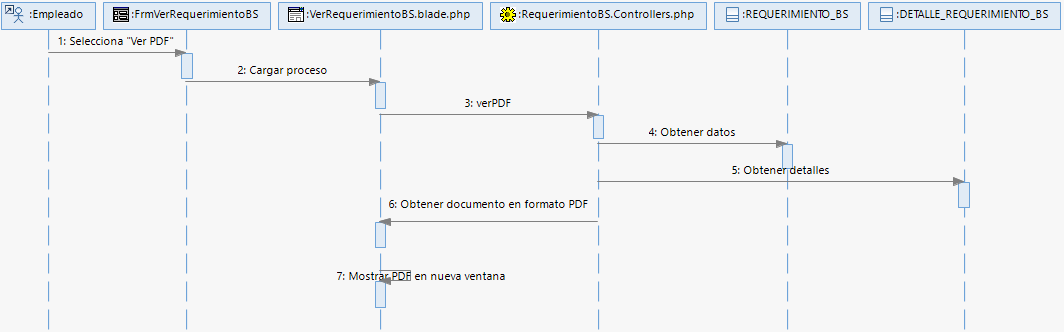 :Empleado
:FrmVerRequerimientoBS
:VerRequerimientoBS.blade.php
:RequerimientoBS.Controllers.php
:REQUERIMIENTO_BS
:DETALLE_REQUERIMIENTO_BS
1: Selecciona "Ver PDF"
2: Cargar proceso
3: verPDF
4: Obtener datos
5: Obtener detalles
6: Obtener documento en formato PDF
7: Mostrar PDF en nueva ventana